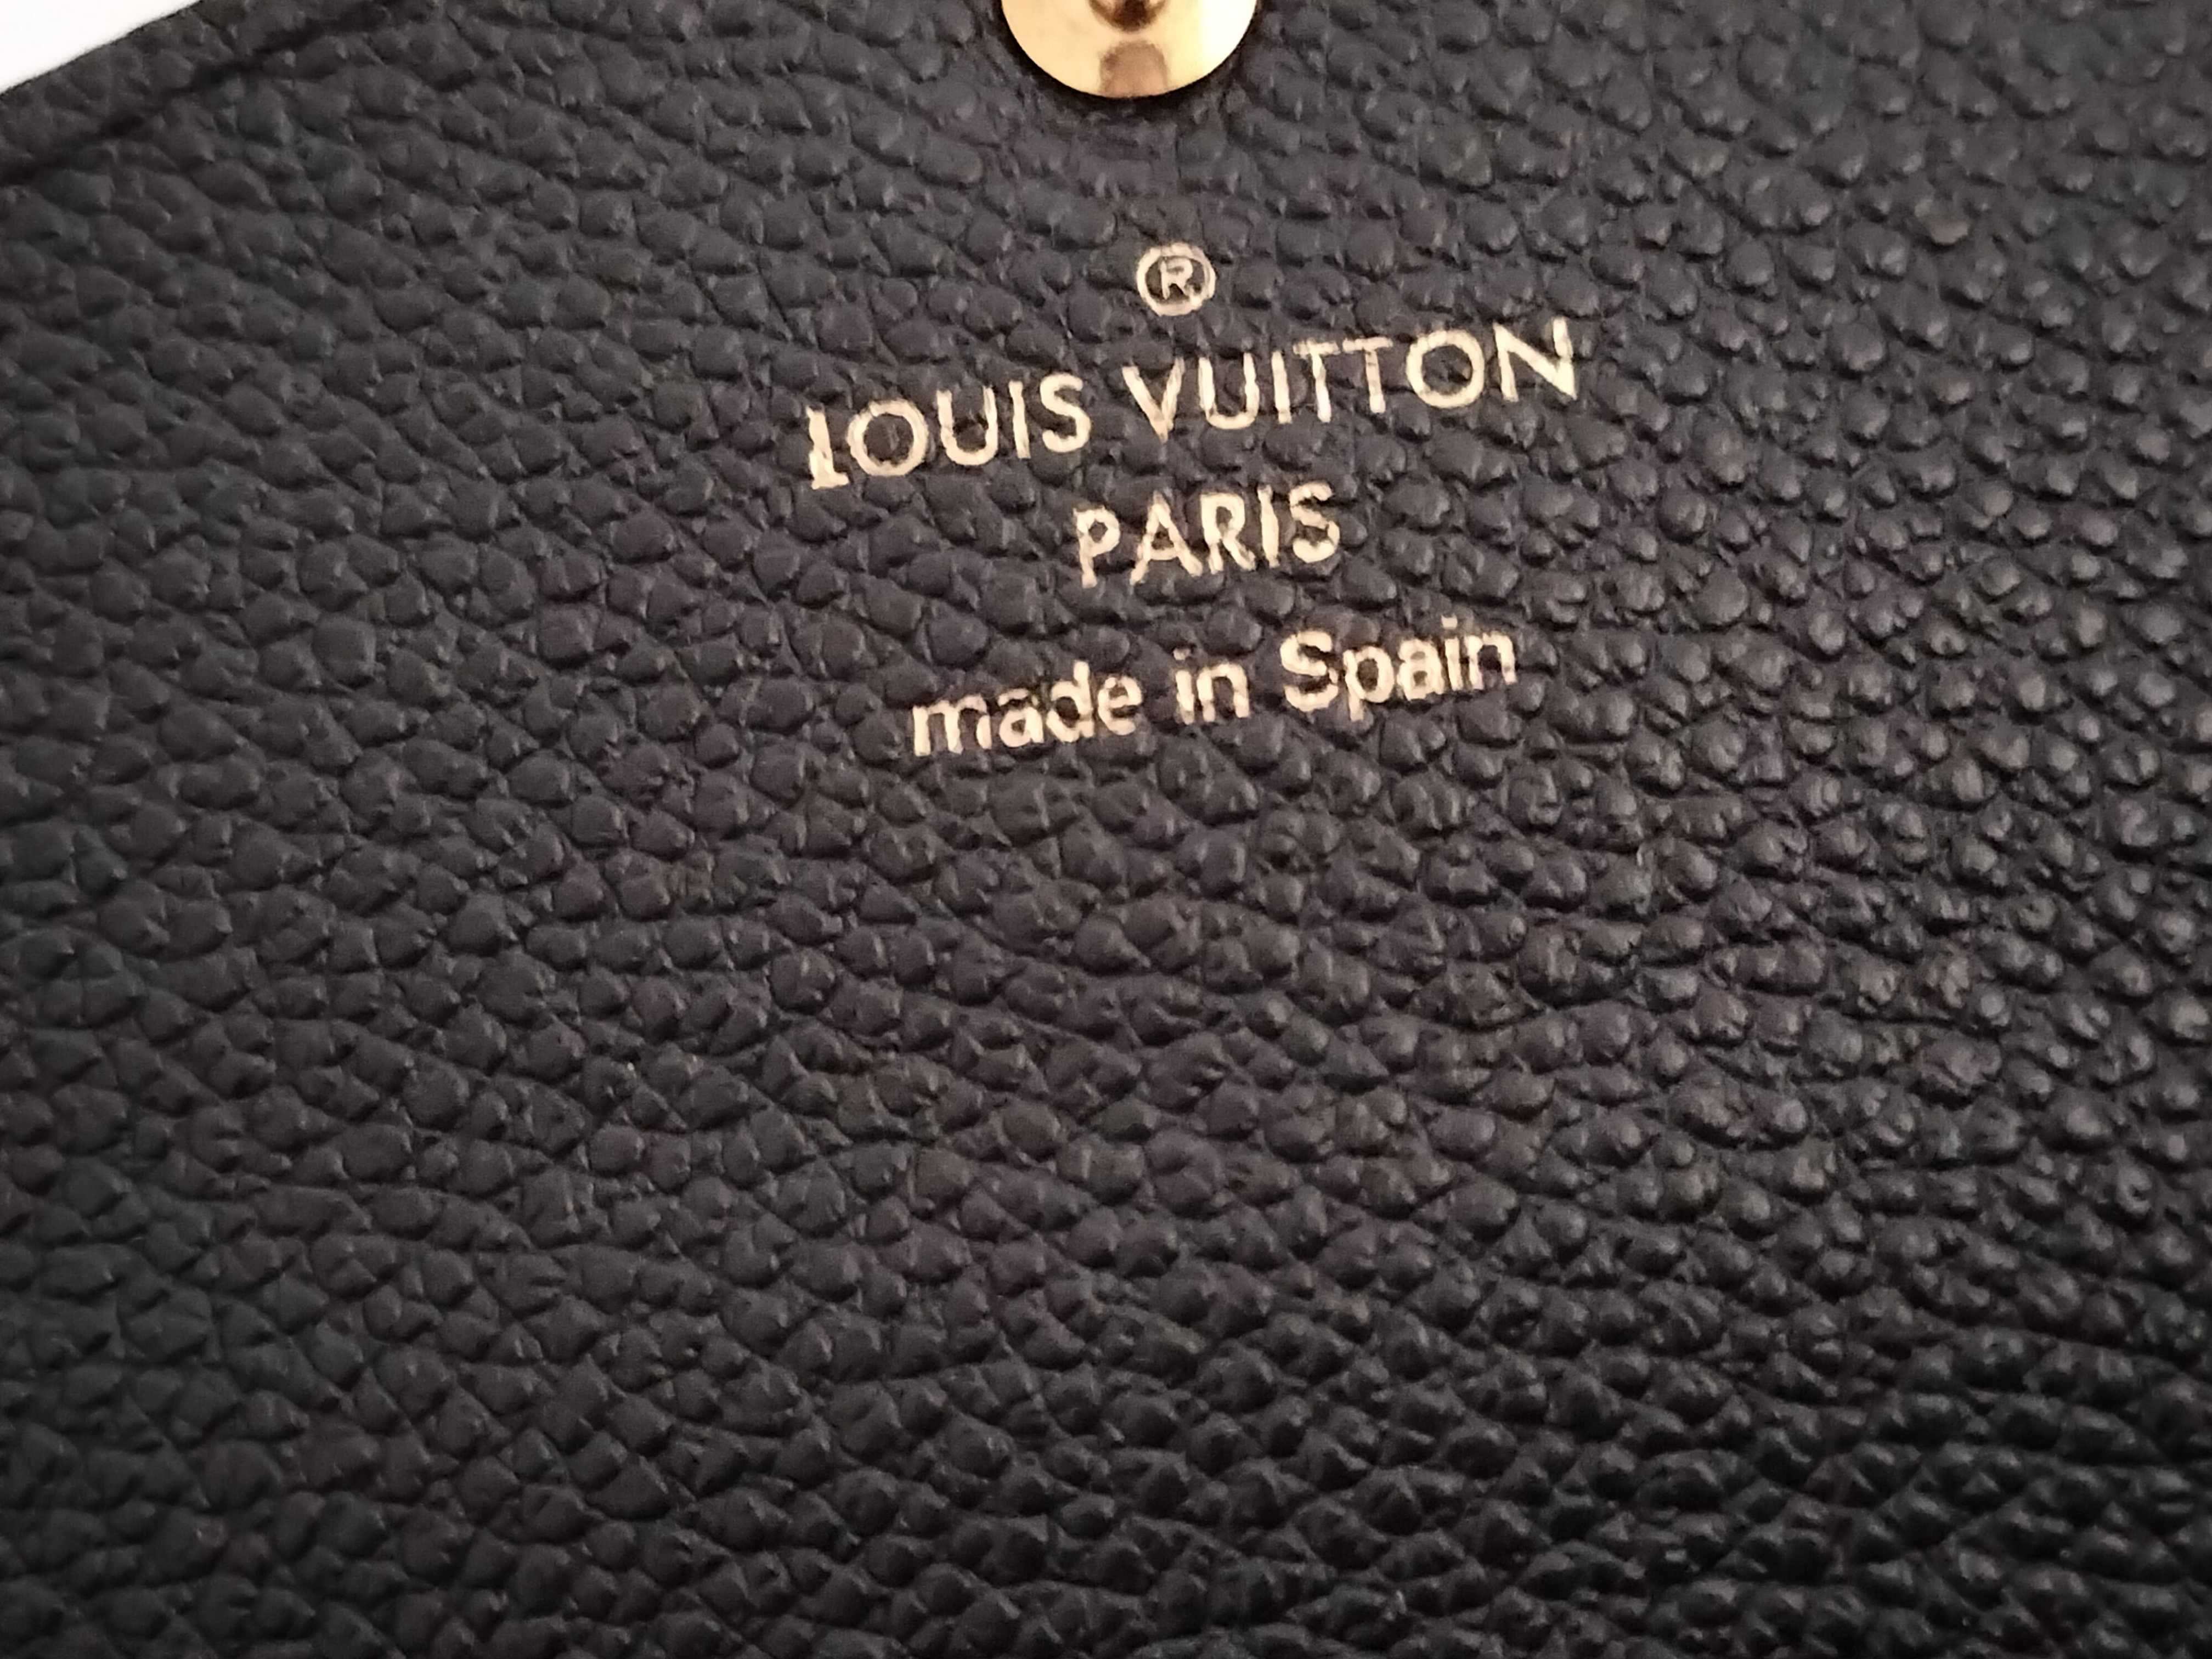 ®
LOUIS VUITTON
PARIS
made in Spain